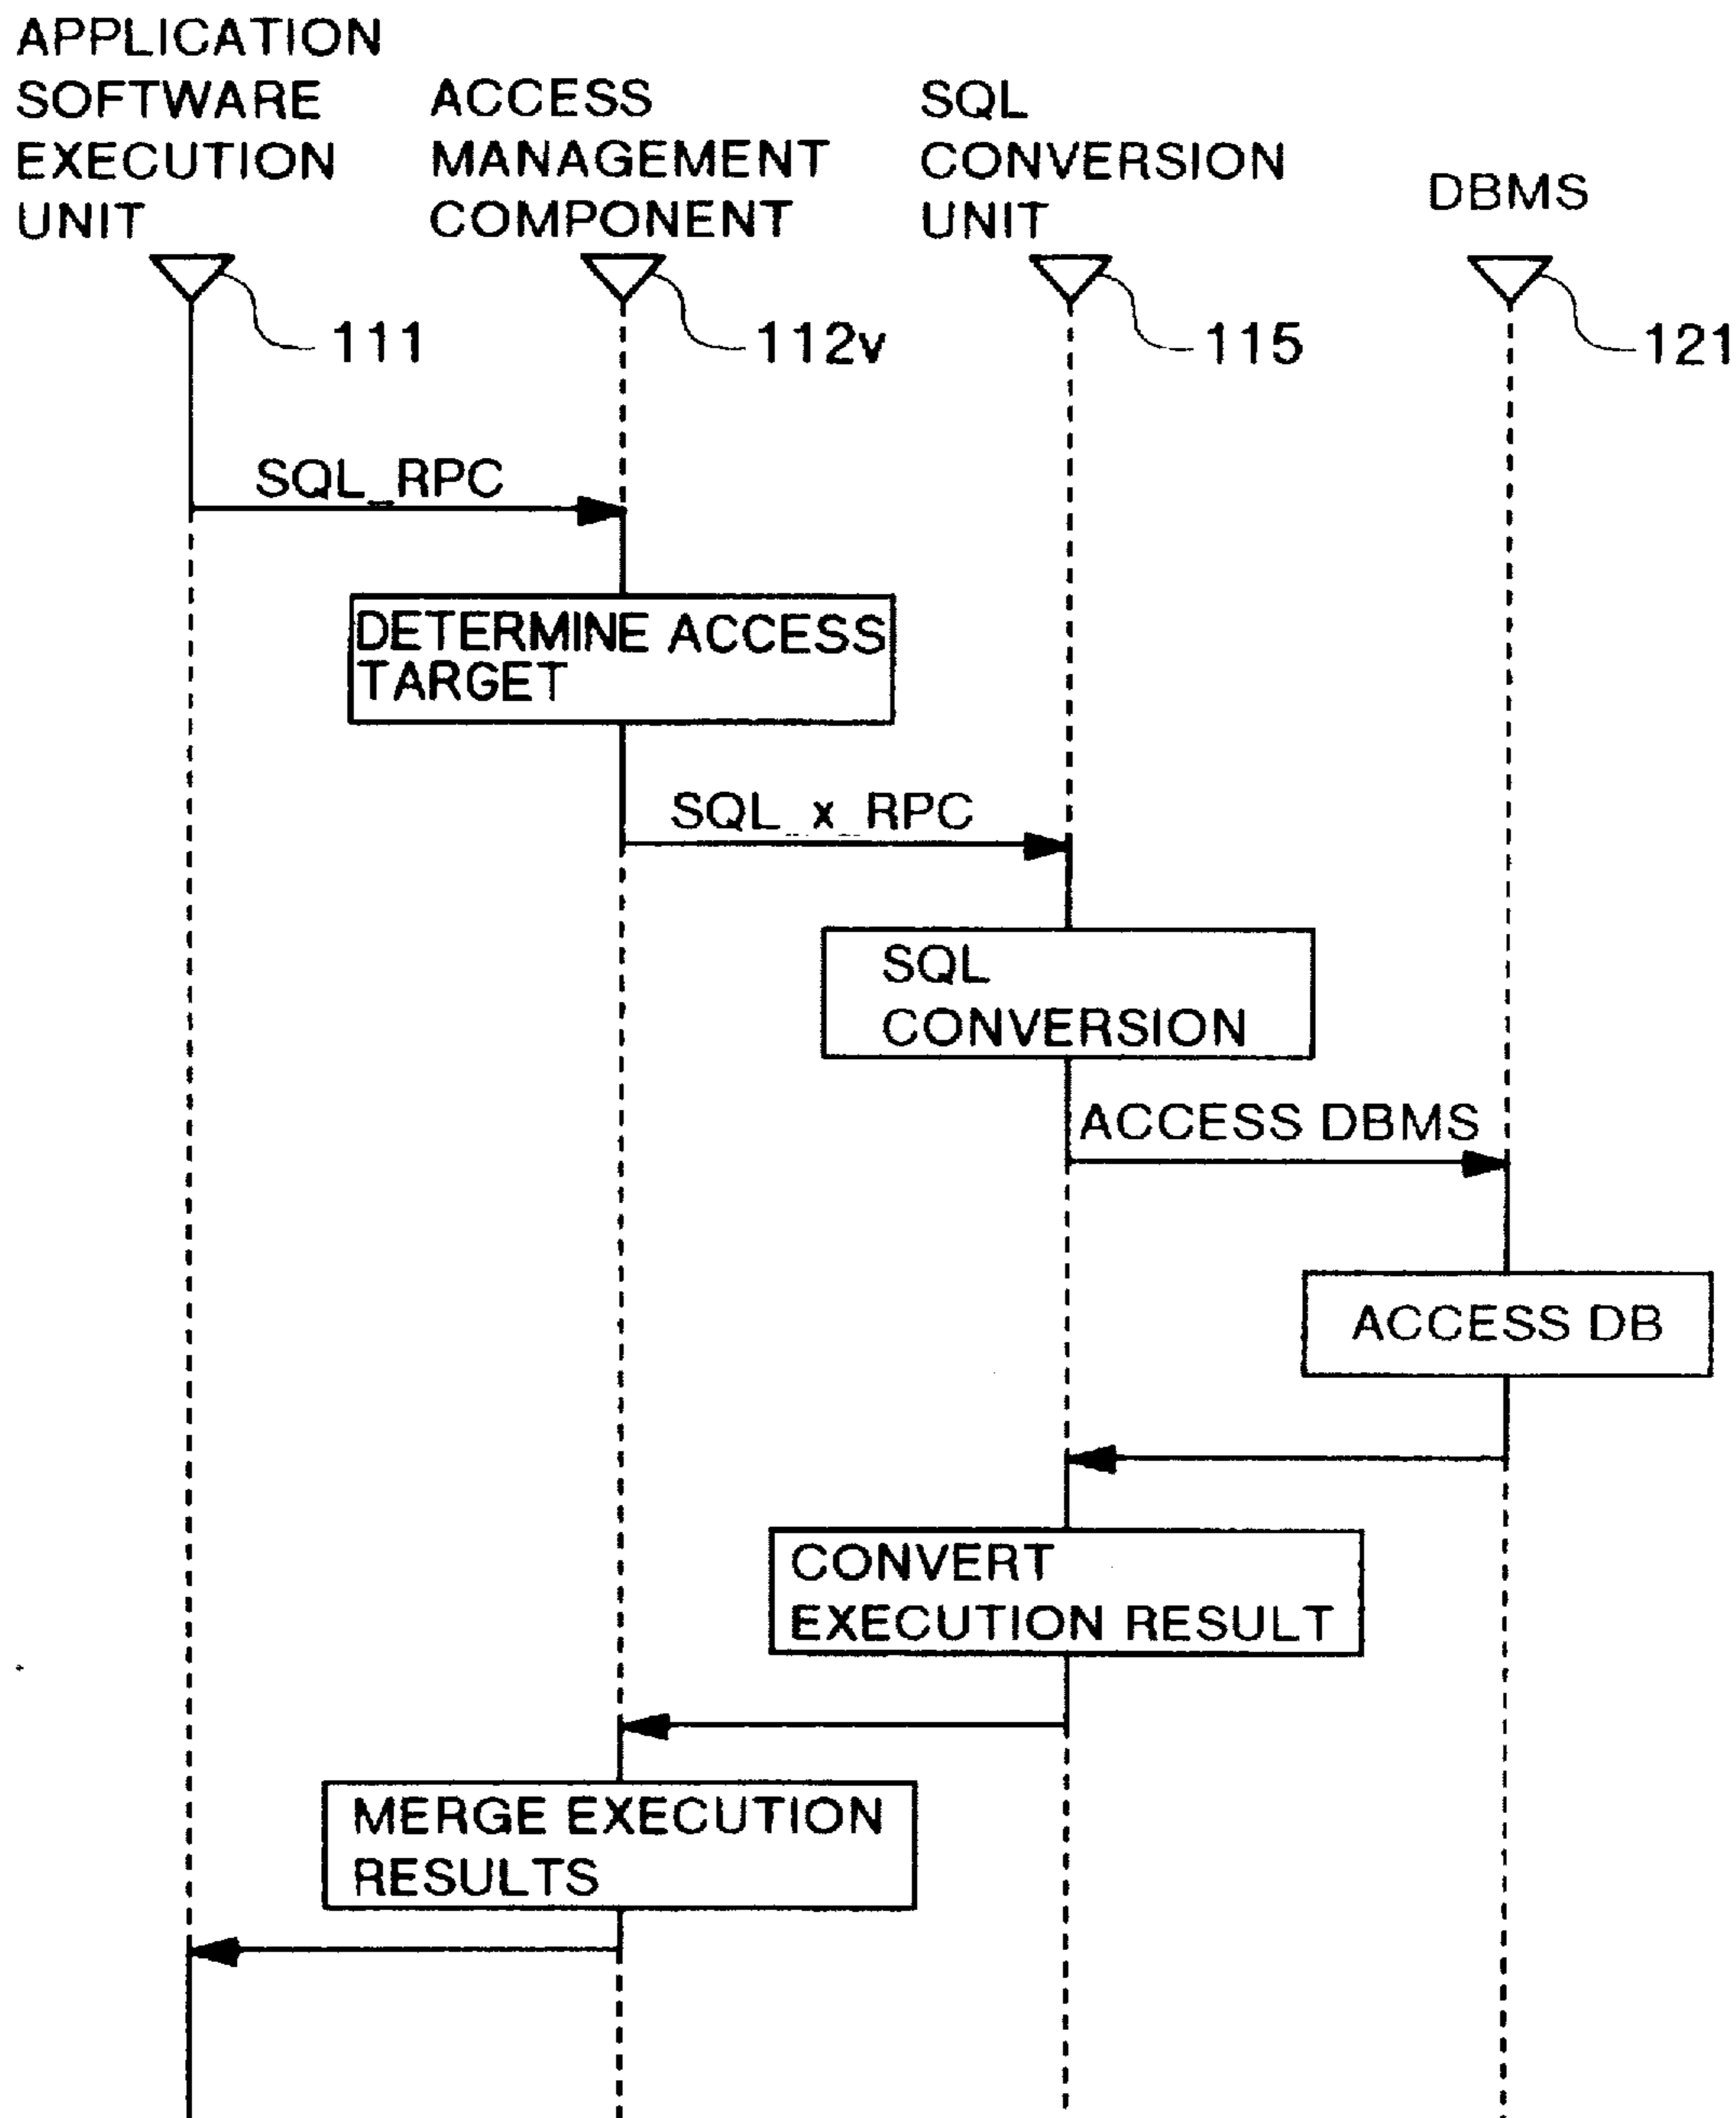 APPLICATION
SOFTWARE
EXECUTION
UNIT
ACCESS
MANAGEMENT
COMPONENT
SQL
CONVERSION
UNIT
DBMS
111
112v
115
121
SQL_RPC
DETERMINE ACCESS
TARGET
SQL_x_RPC
SQL
CONVERSION
ACCESS DBMS
ACCESS DB
CONVERT
EXECUTION RESULT
MERGE EXECUTION
RESULTS